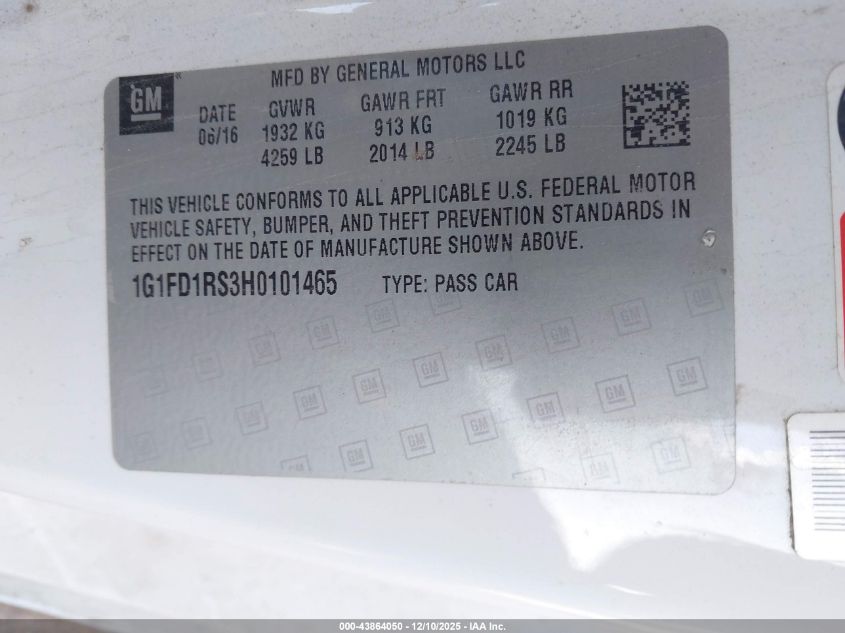 MFD BY GENERAL MOTORS LLC
GM
DATE GVWR GAWR FRT GAWR RR
06/16 1932 KG 913 KG 1019 KG
4259 LB 2014 LB 2245 LB
THIS VEHICLE CONFORMS TO ALL APPLICABLE U.S. FEDERAL MOTOR
VEHICLE SAFETY, BUMPER, AND THEFT PREVENTION STANDARDS IN
EFFECT ON THE DATE OF MANUFACTURE SHOWN ABOVE.
1G1FD1RS3H0101465 TYPE: PASS CAR
000-43864050 - 12/10/2025 - IAA Inc.